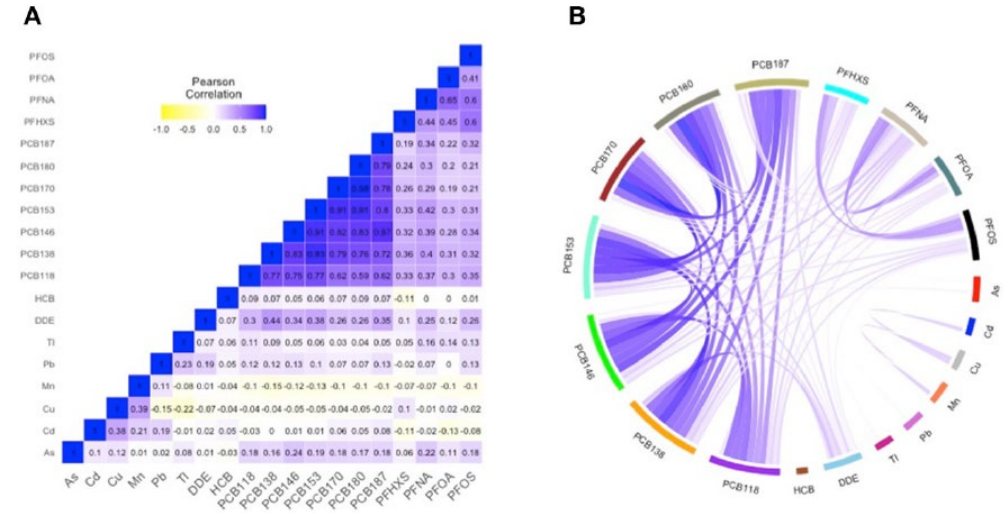 A
B
Pearson
Correlation
-1.0 -0.5 0.0 0.5 1.0
PFOS 1
PFOA 1 0.41
PFNA 1 0.65 0.6
PFHXS 1 0.44 0.45 0.6
PCB187 1 0.19 0.34 0.22 0.32
PCB180 1 0.79 0.24 0.3 0.2 0.21
PCB170 1 0.98 0.78 0.26 0.29 0.19 0.21
PCB153 1 0.91 0.91 0.8 0.33 0.42 0.3 0.31
PCB146 1 0.91 0.82 0.83 0.87 0.32 0.39 0.28 0.34
PCB138 1 0.83 0.93 0.79 0.76 0.72 0.36 0.4 0.31 0.32
PCB118 1 0.77 0.75 0.77 0.62 0.59 0.62 0.33 0.37 0.3 0.35
HCB 1 0.09 0.07 0.05 0.06 0.07 0.09 0.07 -0.11 0 0 0.01
DDE 1 0.07 0.3 0.44 0.34 0.38 0.26 0.26 0.35 0.1 0.25 0.12 0.26
Tl 1 0.07 0.06 0.11 0.09 0.05 0.06 0.03 0.04 0.05 0.05 0.16 0.14 0.13
Pb 1 0.23 0.19 0.05 0.12 0.12 0.13 0.1 0.07 0.07 0.13 -0.02 0.07 0 0.13
Mn 1 0.11 -0.08 0.01 -0.04 -0.1 -0.15 -0.12 -0.13 -0.1 -0.1 -0.1 -0.07 -0.07 -0.1 -0.1
Cu 1 0.39 -0.15 -0.22 -0.07 -0.04 -0.04 -0.04 -0.05 -0.05 -0.04 -0.05 -0.02 0.1 -0.01 0.02 -0.02
Cd 1 0.38 0.21 0.19 -0.01 0.02 0.05 -0.03 0 0.01 0.01 0.06 0.05 0.08 -0.11 -0.02 -0.13 -0.08
As 1 0.1 0.12 0.01 0.02 0.08 0.01 -0.03 0.18 0.16 0.24 0.19 0.18 0.17 0.18 0.06 0.22 0.11 0.18
As Cd Cu Mn Pb Tl DDE HCB PCB118 PCB138 PCB146 PCB153 PCB170 PCB180 PCB187 PFHXS PFNA PFOA PFOS
PCB187
PFHXS
PFNA
PFOA
PFOS
As
Cd
Cu
Mn
Pb
Tl
DDE
HCB
PCB118
PCB138
PCB146
PCB153
PCB170
PCB180